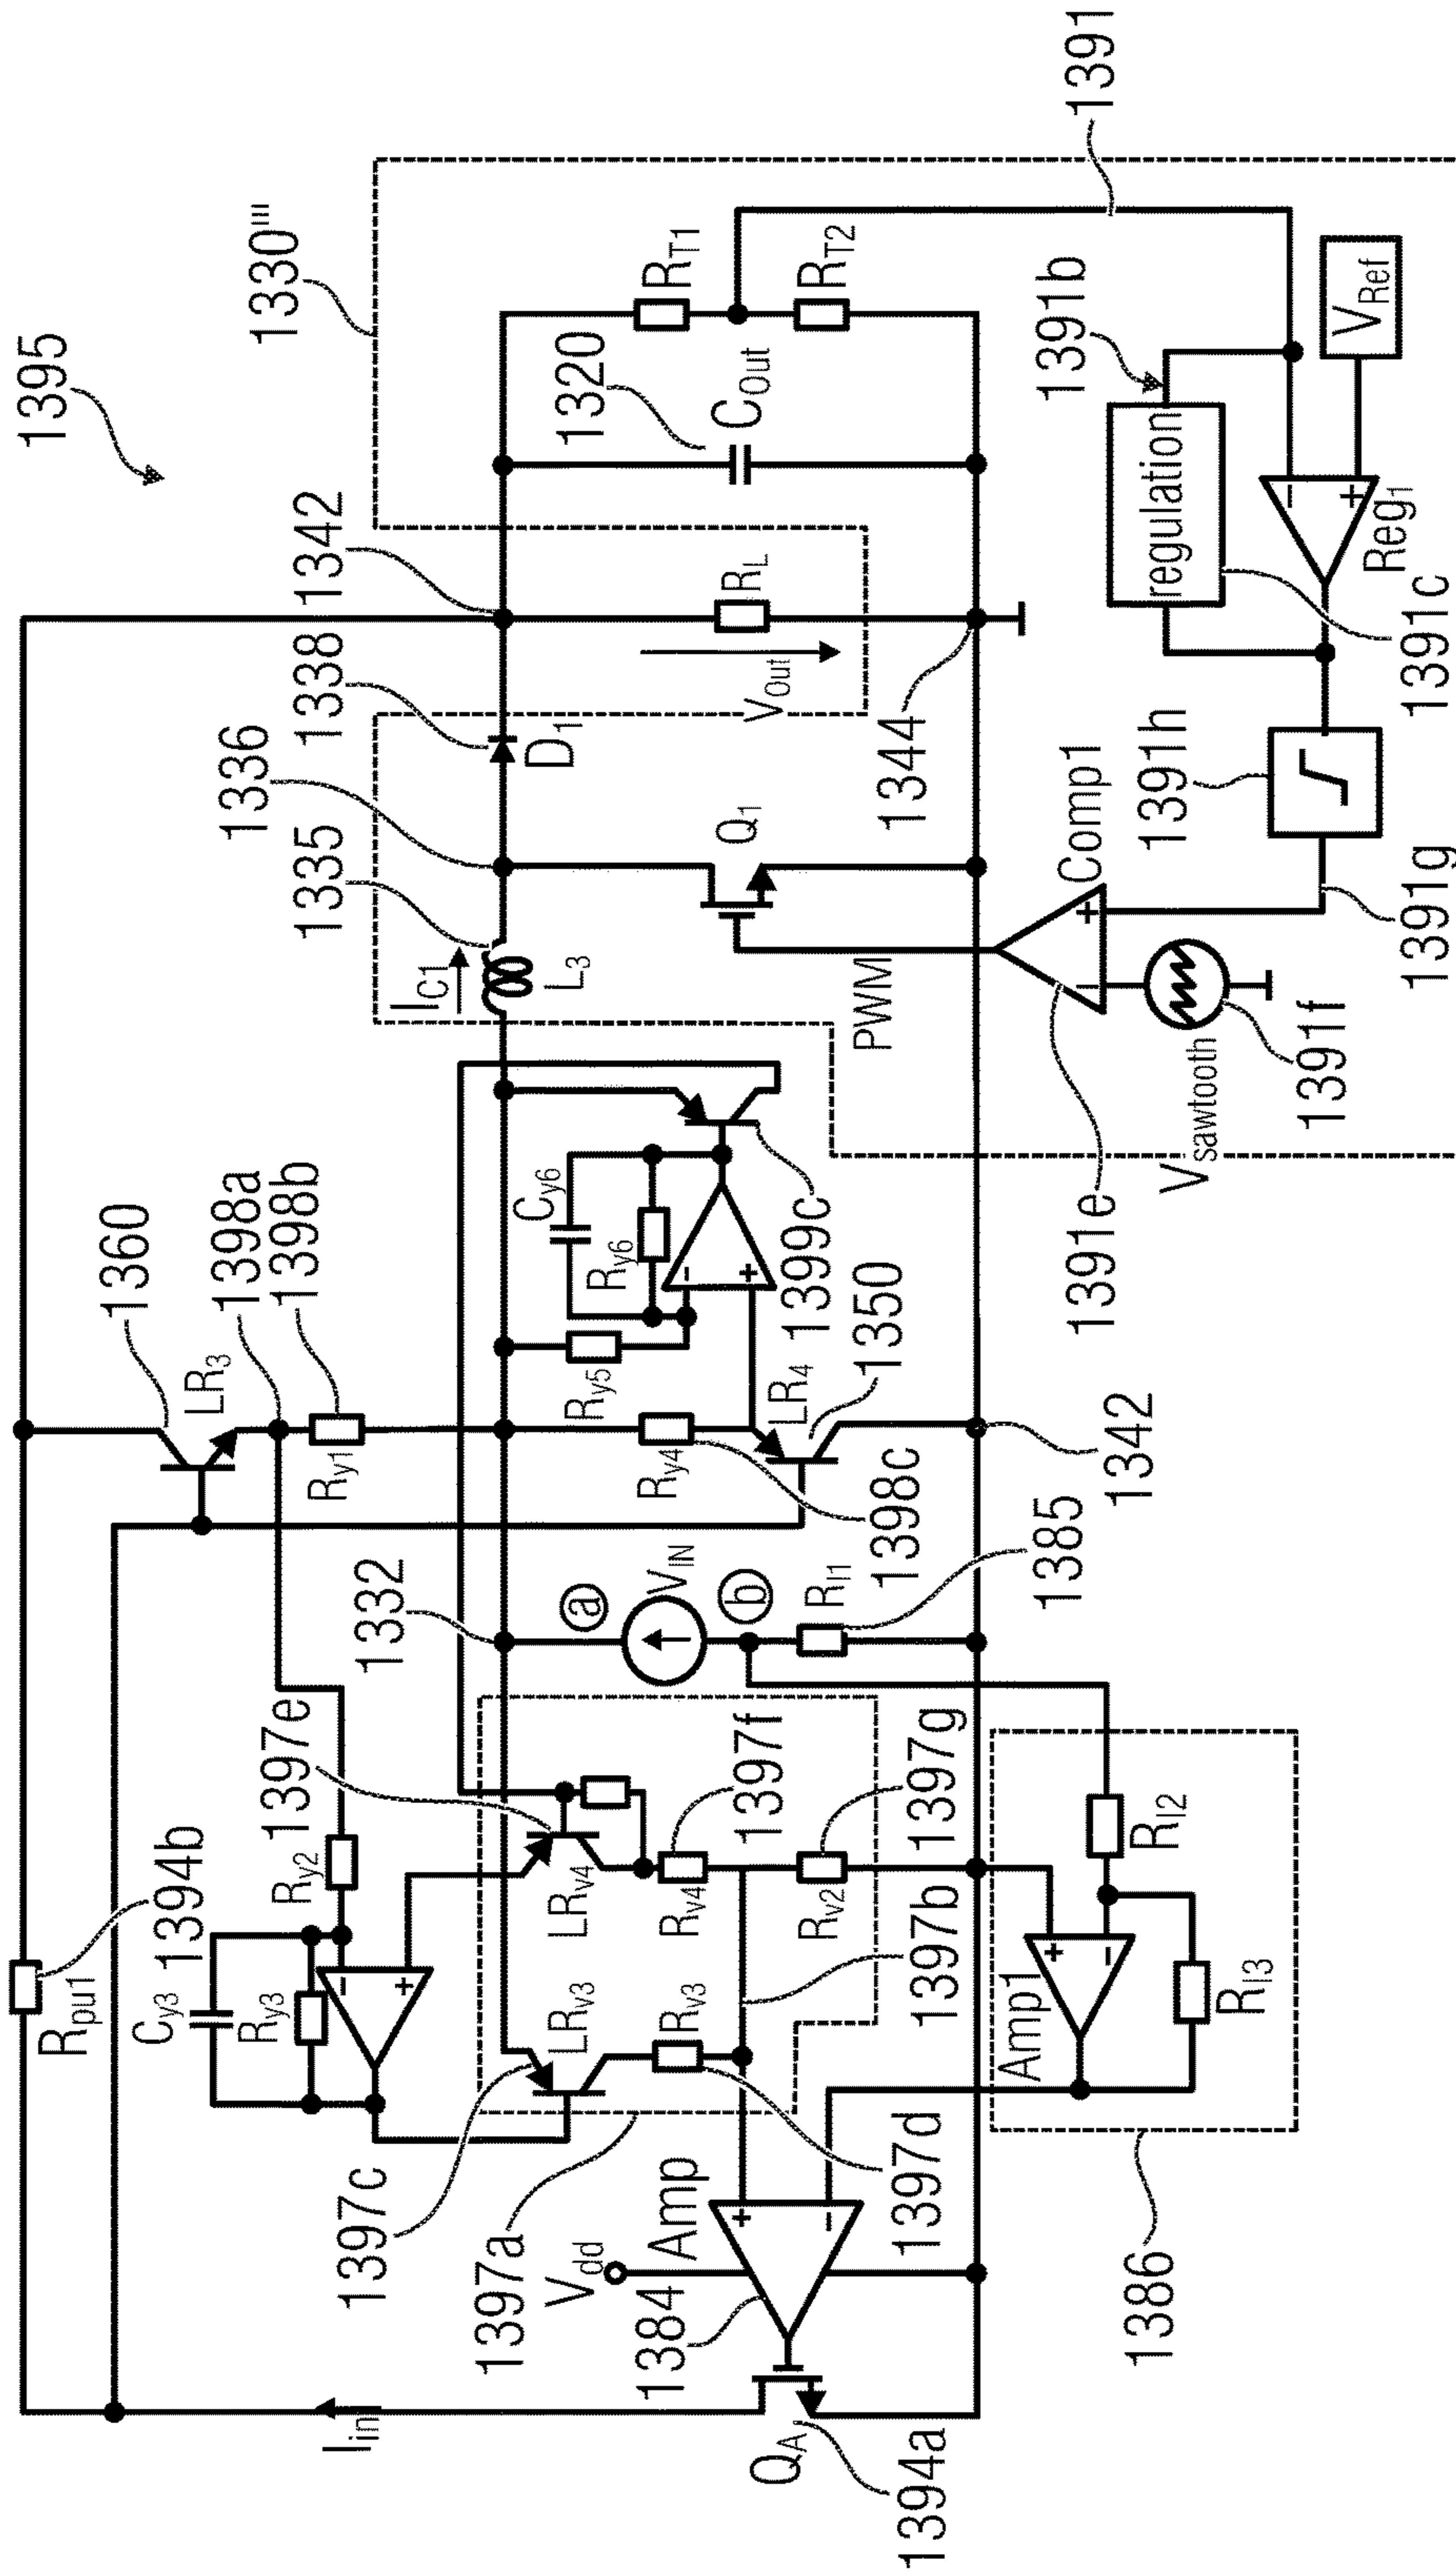 1395
1330'''
1360
1398a
1398b
LR3
Ry1
1394b
Rpu1
Cy3
Ry3
Ry2
1397e
1332
1335
1336
1338
1342
1320
IC1
L3
D1
COut
RT1
RT2
1391
Iin
1397c
1397a
Vdd
Amp
1384
LRv3
Rv3
LRv4
Rv4
1397f
1397g
Rv2
1397b
1397d
a
VIN
b
RI1
1385
Ry4
1398c
Ry5
LR4
1350
Cy6
Ry6
-
+
1399c
Q1
VOut
RL
1344
1342
PWM
Comp1
1391e
Vsawtooth
1391f
1391g
1391h
1391c
regulation
1391b
Reg1
VRef
QA
1394a
1386
Amp1
RI2
RI3